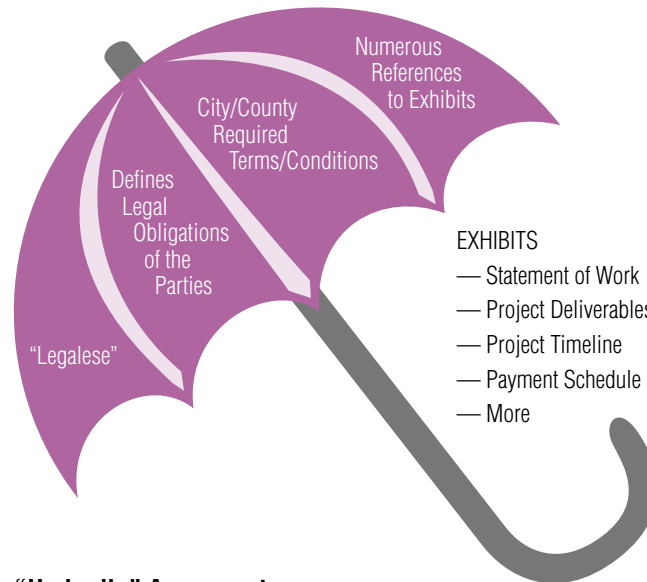 Numerous
References
to Exhibits
City/County
Required
Terms/Conditions
Defines
Legal
Obligations
of the
Parties
“Legalese”
EXHIBITS
— Statement of Work
— Project Deliverables
— Project Timeline
— Payment Schedule
— More